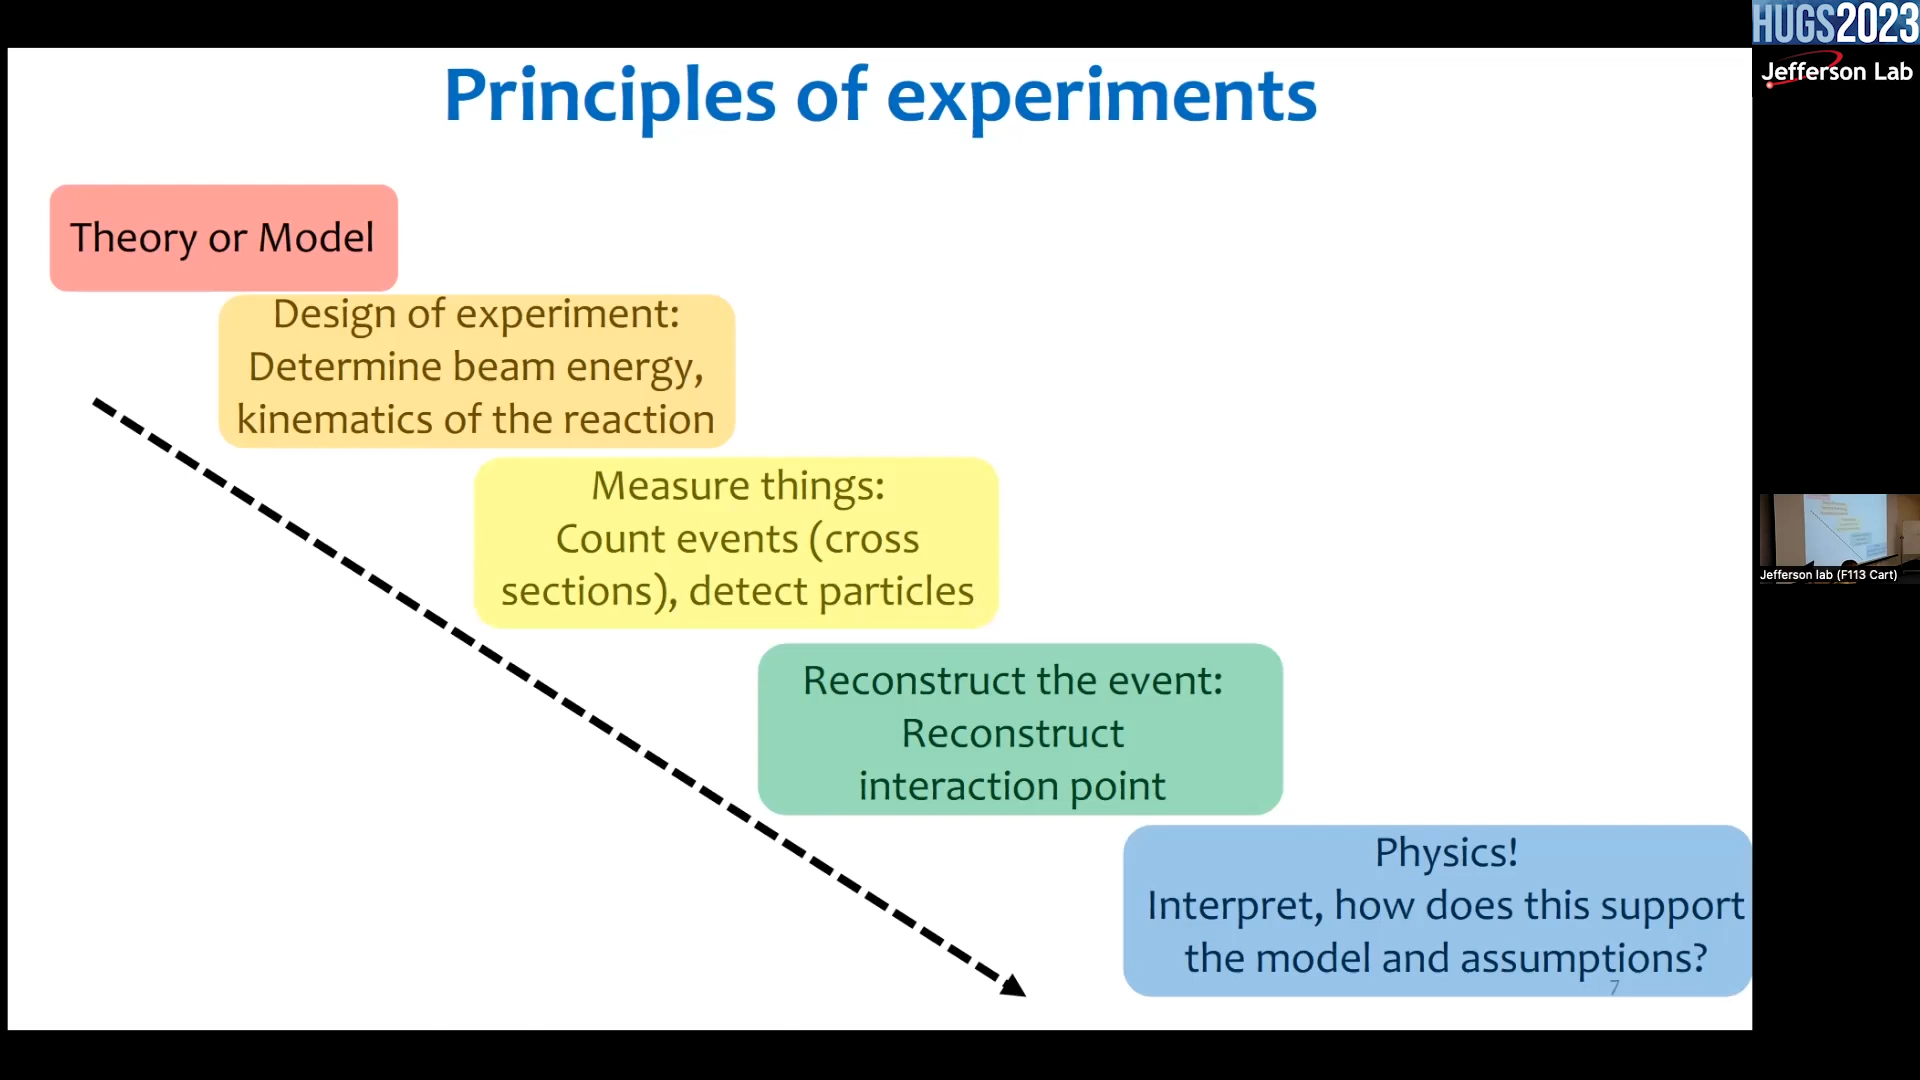 HUGS2023
Jefferson Lab
Principles of experiments
Theory or Model
Design of experiment:
Determine beam energy,
kinematics of the reaction
Measure things:
Count events (cross
sections), detect particles
Reconstruct the event:
Reconstruct
interaction point
Physics!
Interpret, how does this support
the model and assumptions?
7
Jefferson lab (F113 Cart)